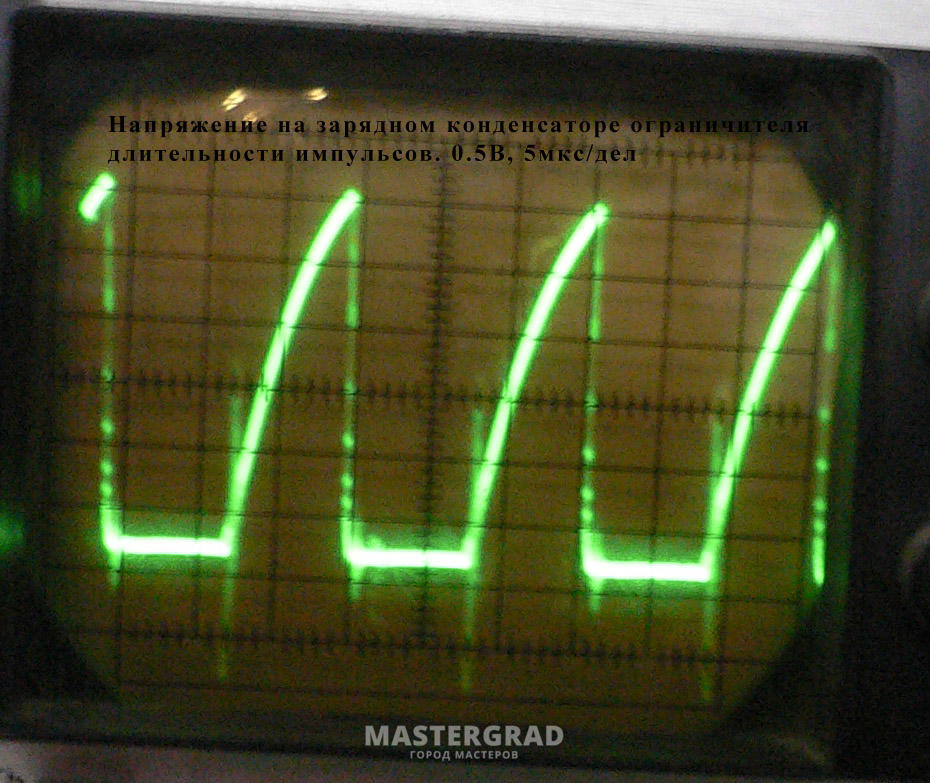 Напряжение на зарядном конденсаторе ограничителя
длительности импульсов. 0.5В, 5мкс/дел
MASTERGRAD
ГОРОД МАСТЕРОВ